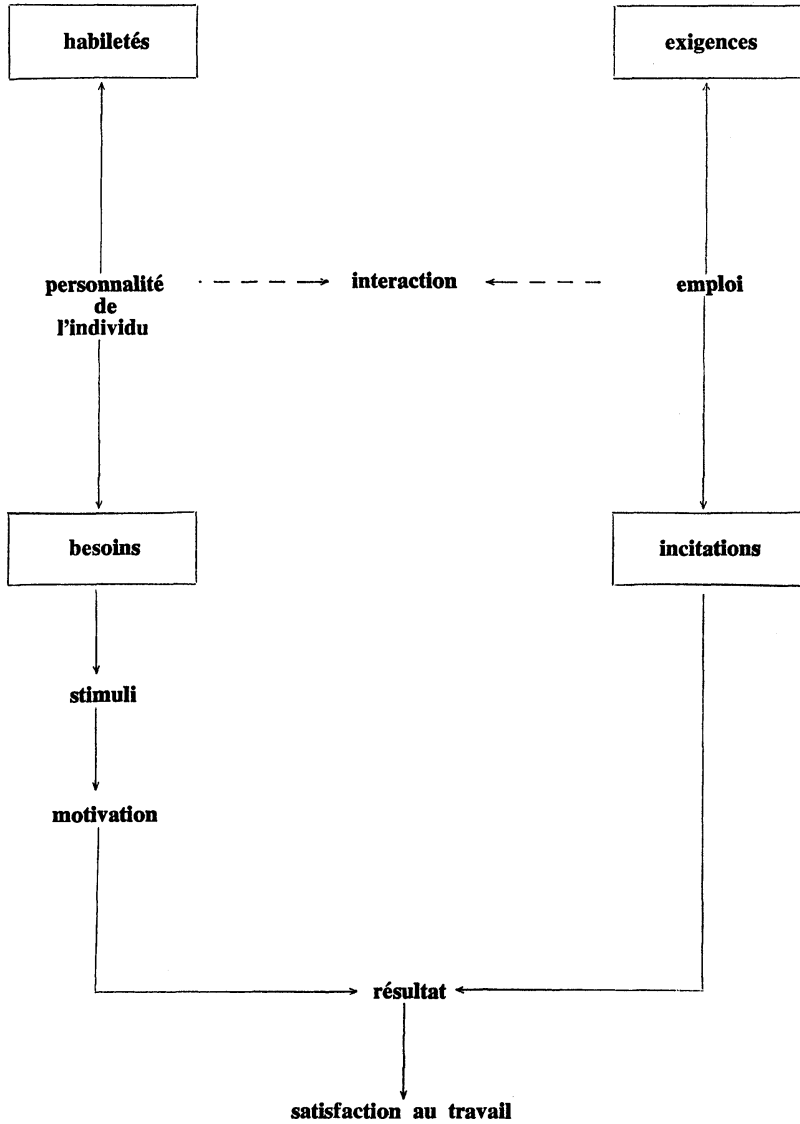 habiletés
exigences
personnalité
de
l'individu
interaction
emploi
besoins
incitations
stimuli
motivation
résultat
satisfaction au travail